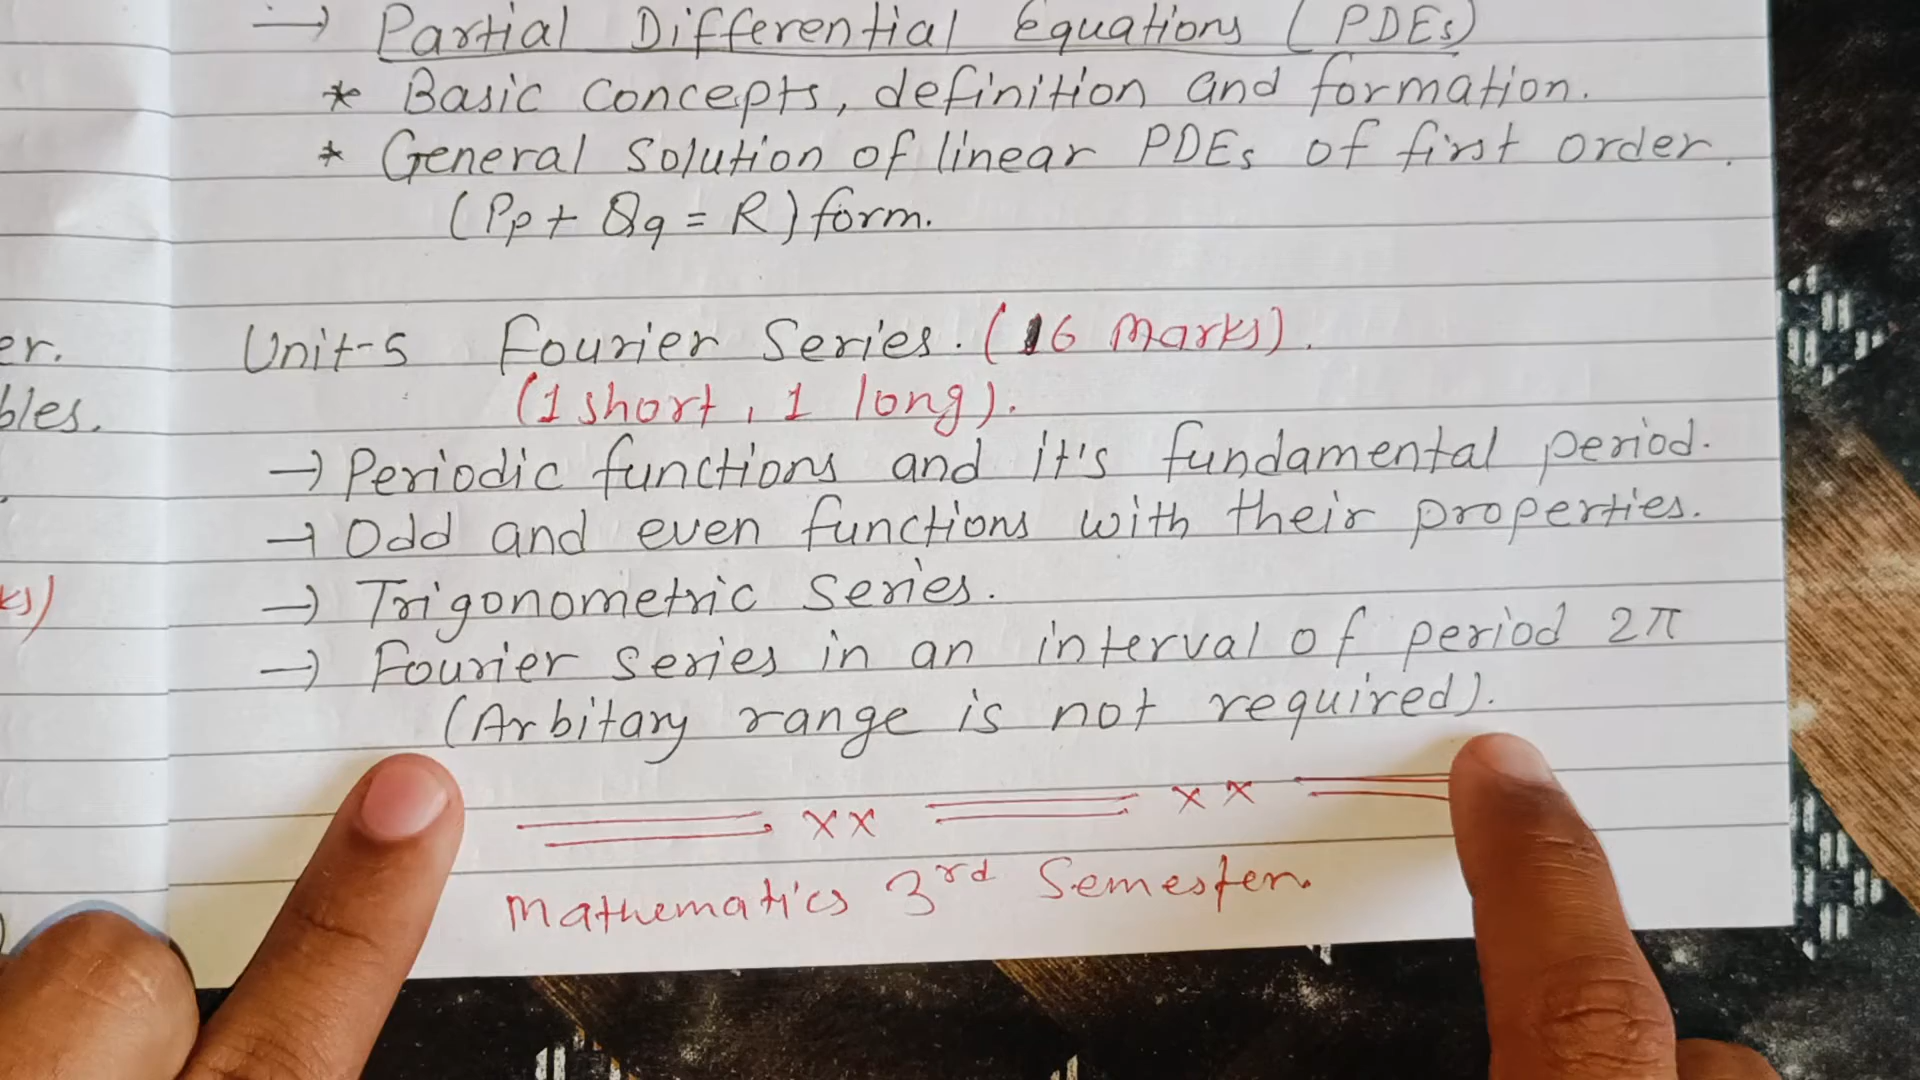 → Partial Differential Equations (PDEs)
* Basic concepts, definition and formation.
* General solution of linear PDEs of first order.
(Pp + Qq = R) form.
er.
Unit-5 Fourier Series. (16 Marks).
bles.
(1 short, 1 long).
→ Periodic functions and it's fundamental period.
→ Odd and even functions with their properties.
ks)
→ Trigonometric series.
→ Fourier series in an interval of period 2π
(Arbitary range is not required).
xx xx
Mathematics 3rd Semester.